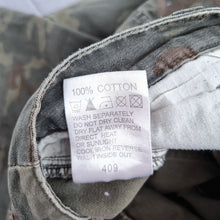 100% COTTON
WASH SEPARATELY
DO NOT DRY CLEAN
DRY FLAT AWAY FROM
DIRECT HEAT
OR SUNLIGHT
COOL IRON REVERSE
WASH INSIDE OUT
409